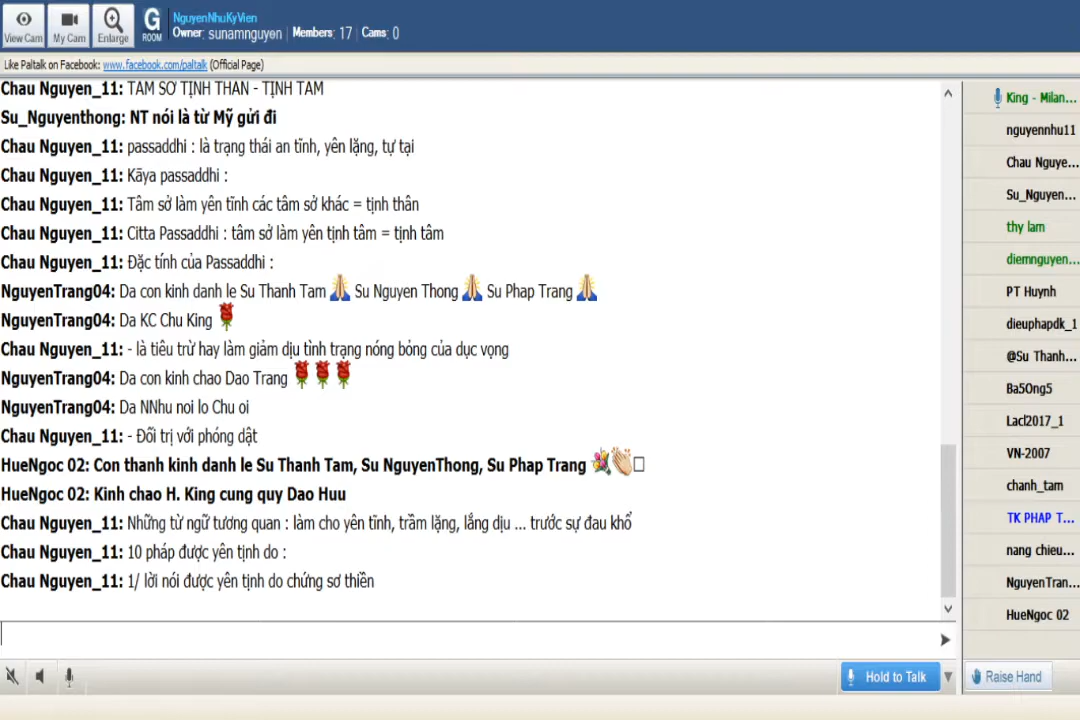 View Cam
My Cam
Enlarge
G
ROOM
NguyenNhuKyVien
Owner: sunamnguyen | Members: 17 | Cams: 0
Like Paltalk on Facebook: www.facebook.com/paltalk (Official Page)
Chau Nguyen_11: TÂM SỞ TỊNH THÂN - TỊNH TÂM
Su_Nguyenthong: NT nói là từ Mỹ gửi đi
Chau Nguyen_11: passaddhi : là trạng thái an tĩnh, yên lặng, tự tại
Chau Nguyen_11: Kāya passaddhi :
Chau Nguyen_11: Tâm sở làm yên tĩnh các tâm sở khác = tịnh thân
Chau Nguyen_11: Citta Passaddhi : tâm sở làm yên tịnh tâm = tịnh tâm
Chau Nguyen_11: Đặc tính của Passaddhi :
NguyenTrang04: Da con kinh danh le Su Thanh Tam 🙏 Su Nguyen Thong 🙏 Su Phap Trang 🙏
NguyenTrang04: Da KC Chu King 🌹
Chau Nguyen_11: - là tiêu trừ hay làm giảm dịu tình trạng nóng bỏng của dục vọng
NguyenTrang04: Da con kinh chao Dao Trang 🌹🌹🌹
NguyenTrang04: Da NNhu noi lo Chu oi
Chau Nguyen_11: - Đối trị với phóng dật
HueNgoc 02: Con thanh kinh danh le Su Thanh Tam, Su NguyenThong, Su Phap Trang 💐👏
HueNgoc 02: Kinh chao H. King cung quy Dao Huu
Chau Nguyen_11: Những từ ngữ tương quan : làm cho yên tĩnh, trầm lặng, lắng dịu ... trước sự đau khổ
Chau Nguyen_11: 10 pháp được yên tịnh do :
Chau Nguyen_11: 1/ lời nói được yên tịnh do chứng sơ thiền
King - Milan...
nguyennhu11
Chau Nguye...
Su_Nguyen...
thy lam
diemnguyen...
PT Huynh
dieuphapdk_1
@Su Thanh...
Ba5Ong5
Lacl2017_1
VN-2007
chanh_tam
TK PHAP T...
nang chieu...
NguyenTran...
HueNgoc 02
Hold to Talk
Raise Hand